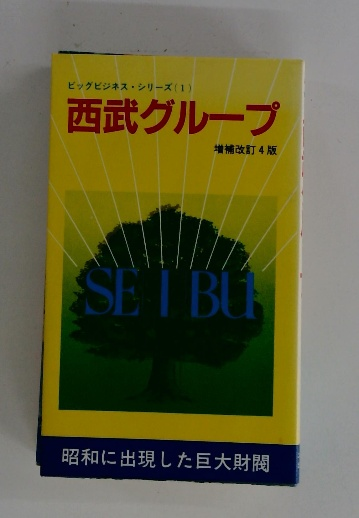 ビッグビジネス・シリーズ(1)
西武グループ
増補改訂4版
SEIBU
昭和に出現した巨大財閥